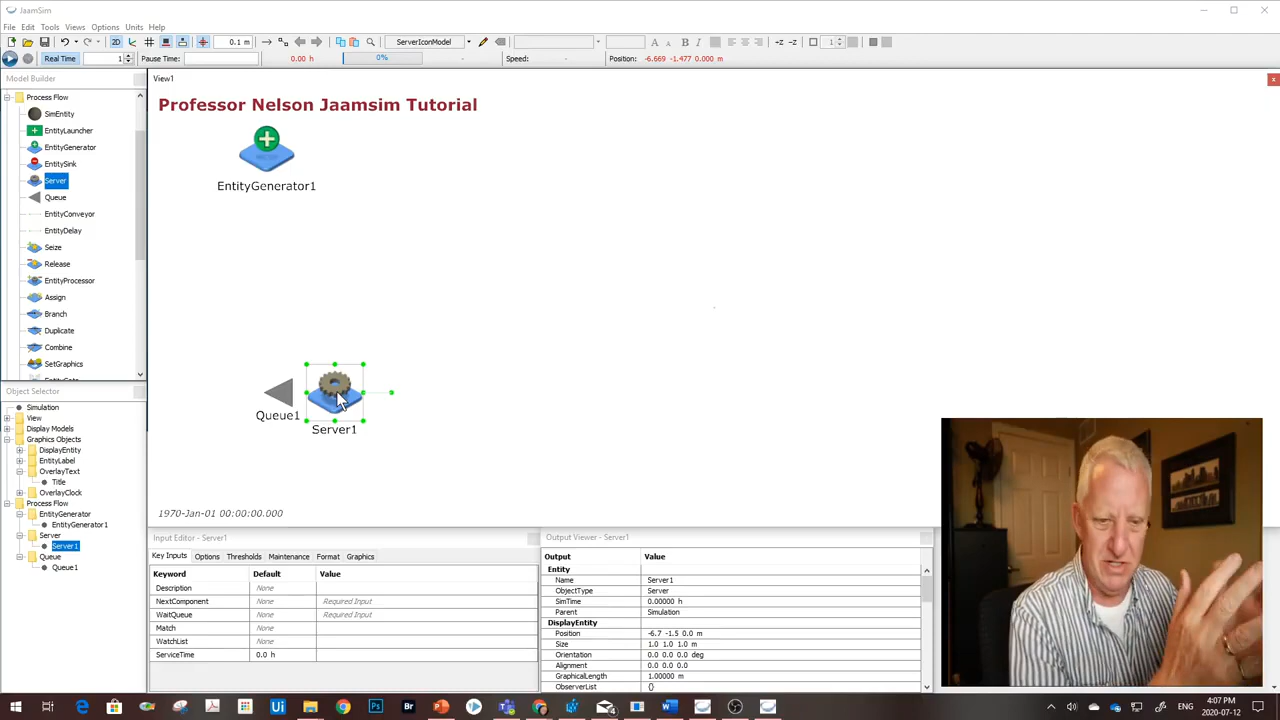 JaamSim
File Edit Tools Views Options Units Help
2D 0.1 m ServerIconModel A A B I +Z -Z 1
Real Time 1 Pause Time: 0.00 h 0% - Speed: - Position: -6.669 -1.477 0.000 m
Model Builder
Process Flow
SimEntity
EntityLauncher
EntityGenerator
EntitySink
Server
Queue
EntityConveyor
EntityDelay
Seize
Release
EntityProcessor
Assign
Branch
Duplicate
Combine
SetGraphics
View1
Professor Nelson Jaamsim Tutorial
EntityGenerator1
Queue1
Server1
1970-Jan-01 00:00:00.000
Object Selector
Simulation
View
Display Models
Graphics Objects
DisplayEntity
EntityLabel
OverlayText
Title
OverlayClock
Process Flow
EntityGenerator
EntityGenerator1
Server
Server1
Queue
Queue1
Input Editor - Server1
Key Inputs Options Thresholds Maintenance Format Graphics
Keyword Default Value
Description None
NextComponent None Required Input
WaitQueue None Required Input
Match None
WatchList None
ServiceTime 0.0 h
Output Viewer - Server1
Output Value
Entity
Name Server1
ObjectType Server
SimTime 0.00000 h
Parent Simulation
DisplayEntity
Position -6.7 -1.5 0.0 m
Size 1.0 1.0 1.0 m
Orientation 0.0 0.0 0.0 deg
Alignment 0.0 0.0 0.0
GraphicalLength 1.00000 m
ObserverList {}
Ui Ps Br
ENG 4:07 PM
2020-07-12